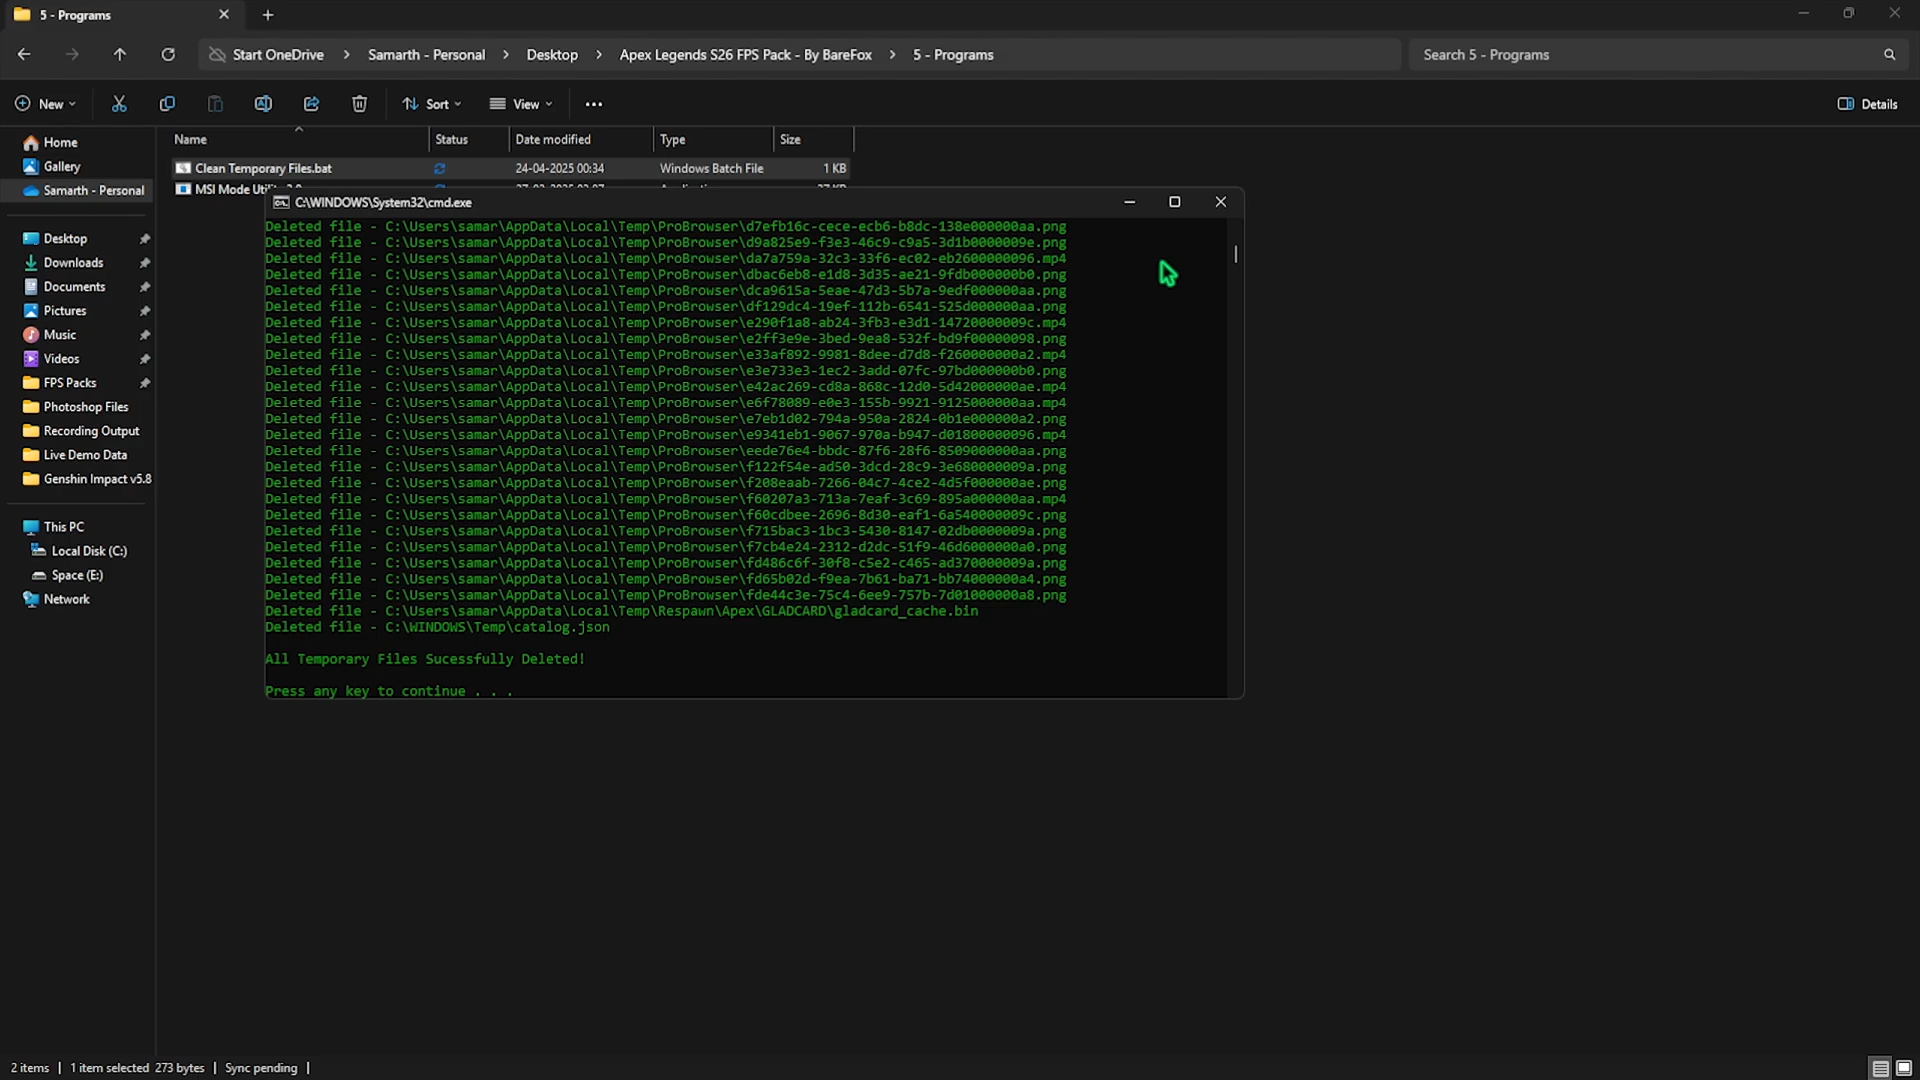 5 - Programs
Start OneDrive > Samarth - Personal > Desktop > Apex Legends S26 FPS Pack - By BareFox > 5 - Programs
Search 5 - Programs
New
Sort
View
Details
Name Status Date modified Type Size
Clean Temporary Files.bat 24-04-2025 00:34 Windows Batch File 1 KB
MSI Mode
C:\WINDOWS\System32\cmd.exe
Deleted file - C:\Users\samar\AppData\Local\Temp\ProBrowser\d7efb16c-cece-ecb6-b8dc-138e000000aa.png
Deleted file - C:\Users\samar\AppData\Local\Temp\ProBrowser\d9a825e9-f3e3-46c9-c9a5-3d1b0000009e.png
Deleted file - C:\Users\samar\AppData\Local\Temp\ProBrowser\da7a759a-32c3-33f6-ec02-eb2600000096.mp4
Deleted file - C:\Users\samar\AppData\Local\Temp\ProBrowser\dbac6eb8-e1d8-3d35-ae21-9fdb000000b0.png
Deleted file - C:\Users\samar\AppData\Local\Temp\ProBrowser\dca9615a-5eae-47d3-5b7a-9edf000000aa.png
Deleted file - C:\Users\samar\AppData\Local\Temp\ProBrowser\df129dc4-19ef-112b-6541-525d000000aa.png
Deleted file - C:\Users\samar\AppData\Local\Temp\ProBrowser\e290f1a8-ab24-3fb3-e3d1-14720000009c.mp4
Deleted file - C:\Users\samar\AppData\Local\Temp\ProBrowser\e2ff3e9e-3bed-9ea8-532f-bd9f00000098.png
Deleted file - C:\Users\samar\AppData\Local\Temp\ProBrowser\e33af892-9981-8dee-d7d8-f260000000a2.mp4
Deleted file - C:\Users\samar\AppData\Local\Temp\ProBrowser\e3e733e3-1ec2-3add-07fc-97bd000000b0.png
Deleted file - C:\Users\samar\AppData\Local\Temp\ProBrowser\e42ac269-cd8a-868c-12d0-5d42000000ae.mp4
Deleted file - C:\Users\samar\AppData\Local\Temp\ProBrowser\e6f78089-e0e3-155b-9921-9125000000aa.mp4
Deleted file - C:\Users\samar\AppData\Local\Temp\ProBrowser\e7eb1d02-794a-950a-2824-0b1e000000a2.png
Deleted file - C:\Users\samar\AppData\Local\Temp\ProBrowser\e9341eb1-9067-970a-b947-d01800000096.mp4
Deleted file - C:\Users\samar\AppData\Local\Temp\ProBrowser\eede76e4-bbdc-87f6-28f6-8509000000aa.png
Deleted file - C:\Users\samar\AppData\Local\Temp\ProBrowser\f122f54e-ad50-3dcd-28c9-3e680000009a.png
Deleted file - C:\Users\samar\AppData\Local\Temp\ProBrowser\f208eaab-7266-04c7-4ce2-4d5f000000ae.png
Deleted file - C:\Users\samar\AppData\Local\Temp\ProBrowser\f60207a3-713a-7eaf-3c69-895a000000aa.mp4
Deleted file - C:\Users\samar\AppData\Local\Temp\ProBrowser\f60cdbee-2696-8d30-eaf1-6a540000009c.png
Deleted file - C:\Users\samar\AppData\Local\Temp\ProBrowser\f715bac3-1bc3-5430-8147-02db0000009a.png
Deleted file - C:\Users\samar\AppData\Local\Temp\ProBrowser\f7cb4e24-2312-d2dc-51f9-46d6000000a0.png
Deleted file - C:\Users\samar\AppData\Local\Temp\ProBrowser\fd486c6f-30f8-c5e2-c465-ad370000009a.png
Deleted file - C:\Users\samar\AppData\Local\Temp\ProBrowser\fd65b02d-f9ea-7b61-ba71-bb74000000a4.png
Deleted file - C:\Users\samar\AppData\Local\Temp\ProBrowser\fde44c3e-75c4-6ee9-757b-7d01000000a8.png
Deleted file - C:\Users\samar\AppData\Local\Temp\Respawn\Apex\GLADCARD\gladcard_cache.bin
Deleted file - C:\WINDOWS\Temp\catalog.json
All Temporary Files Sucessfully Deleted!
Press any key to continue . . .
Home
Gallery
Samarth - Personal
Desktop
Downloads
Documents
Pictures
Music
Videos
FPS Packs
Photoshop Files
Recording Output
Live Demo Data
Genshin Impact v5.8
This PC
Local Disk (C:)
Space (E:)
Network
2 items | 1 item selected 273 bytes | Sync pending |